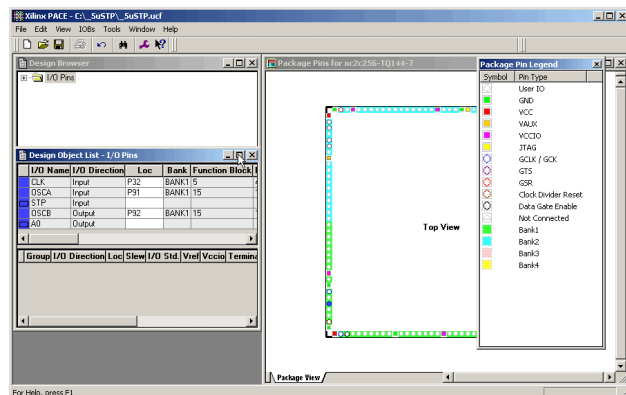 Xilinx PACE - C:\_5uSTP\_5uSTP.ucf
File Edit View IOBs Tools Window Help
Design Browser
I/O Pins
Design Object List - I/O Pins
I/O Name I/O Direction Loc Bank Function Block
CLK Input P32 BANK1 5
OSCA Input P91 BANK1 15
STP Input
OSCB Output P92 BANK1 15
A0 Output
Group I/O Direction Loc Slew I/O Std. Vref Vccio Termina
Package Pins for xc2c256-TQ144-7
Top View
Package View
Package Pin Legend
Symbol Pin Type
User IO
GND
VCC
VAUX
VCCIO
JTAG
GCLK / GCK
GTS
GSR
Clock Divider Reset
Data Gate Enable
Not Connected
Bank1
Bank2
Bank3
Bank4
For Help, press F1